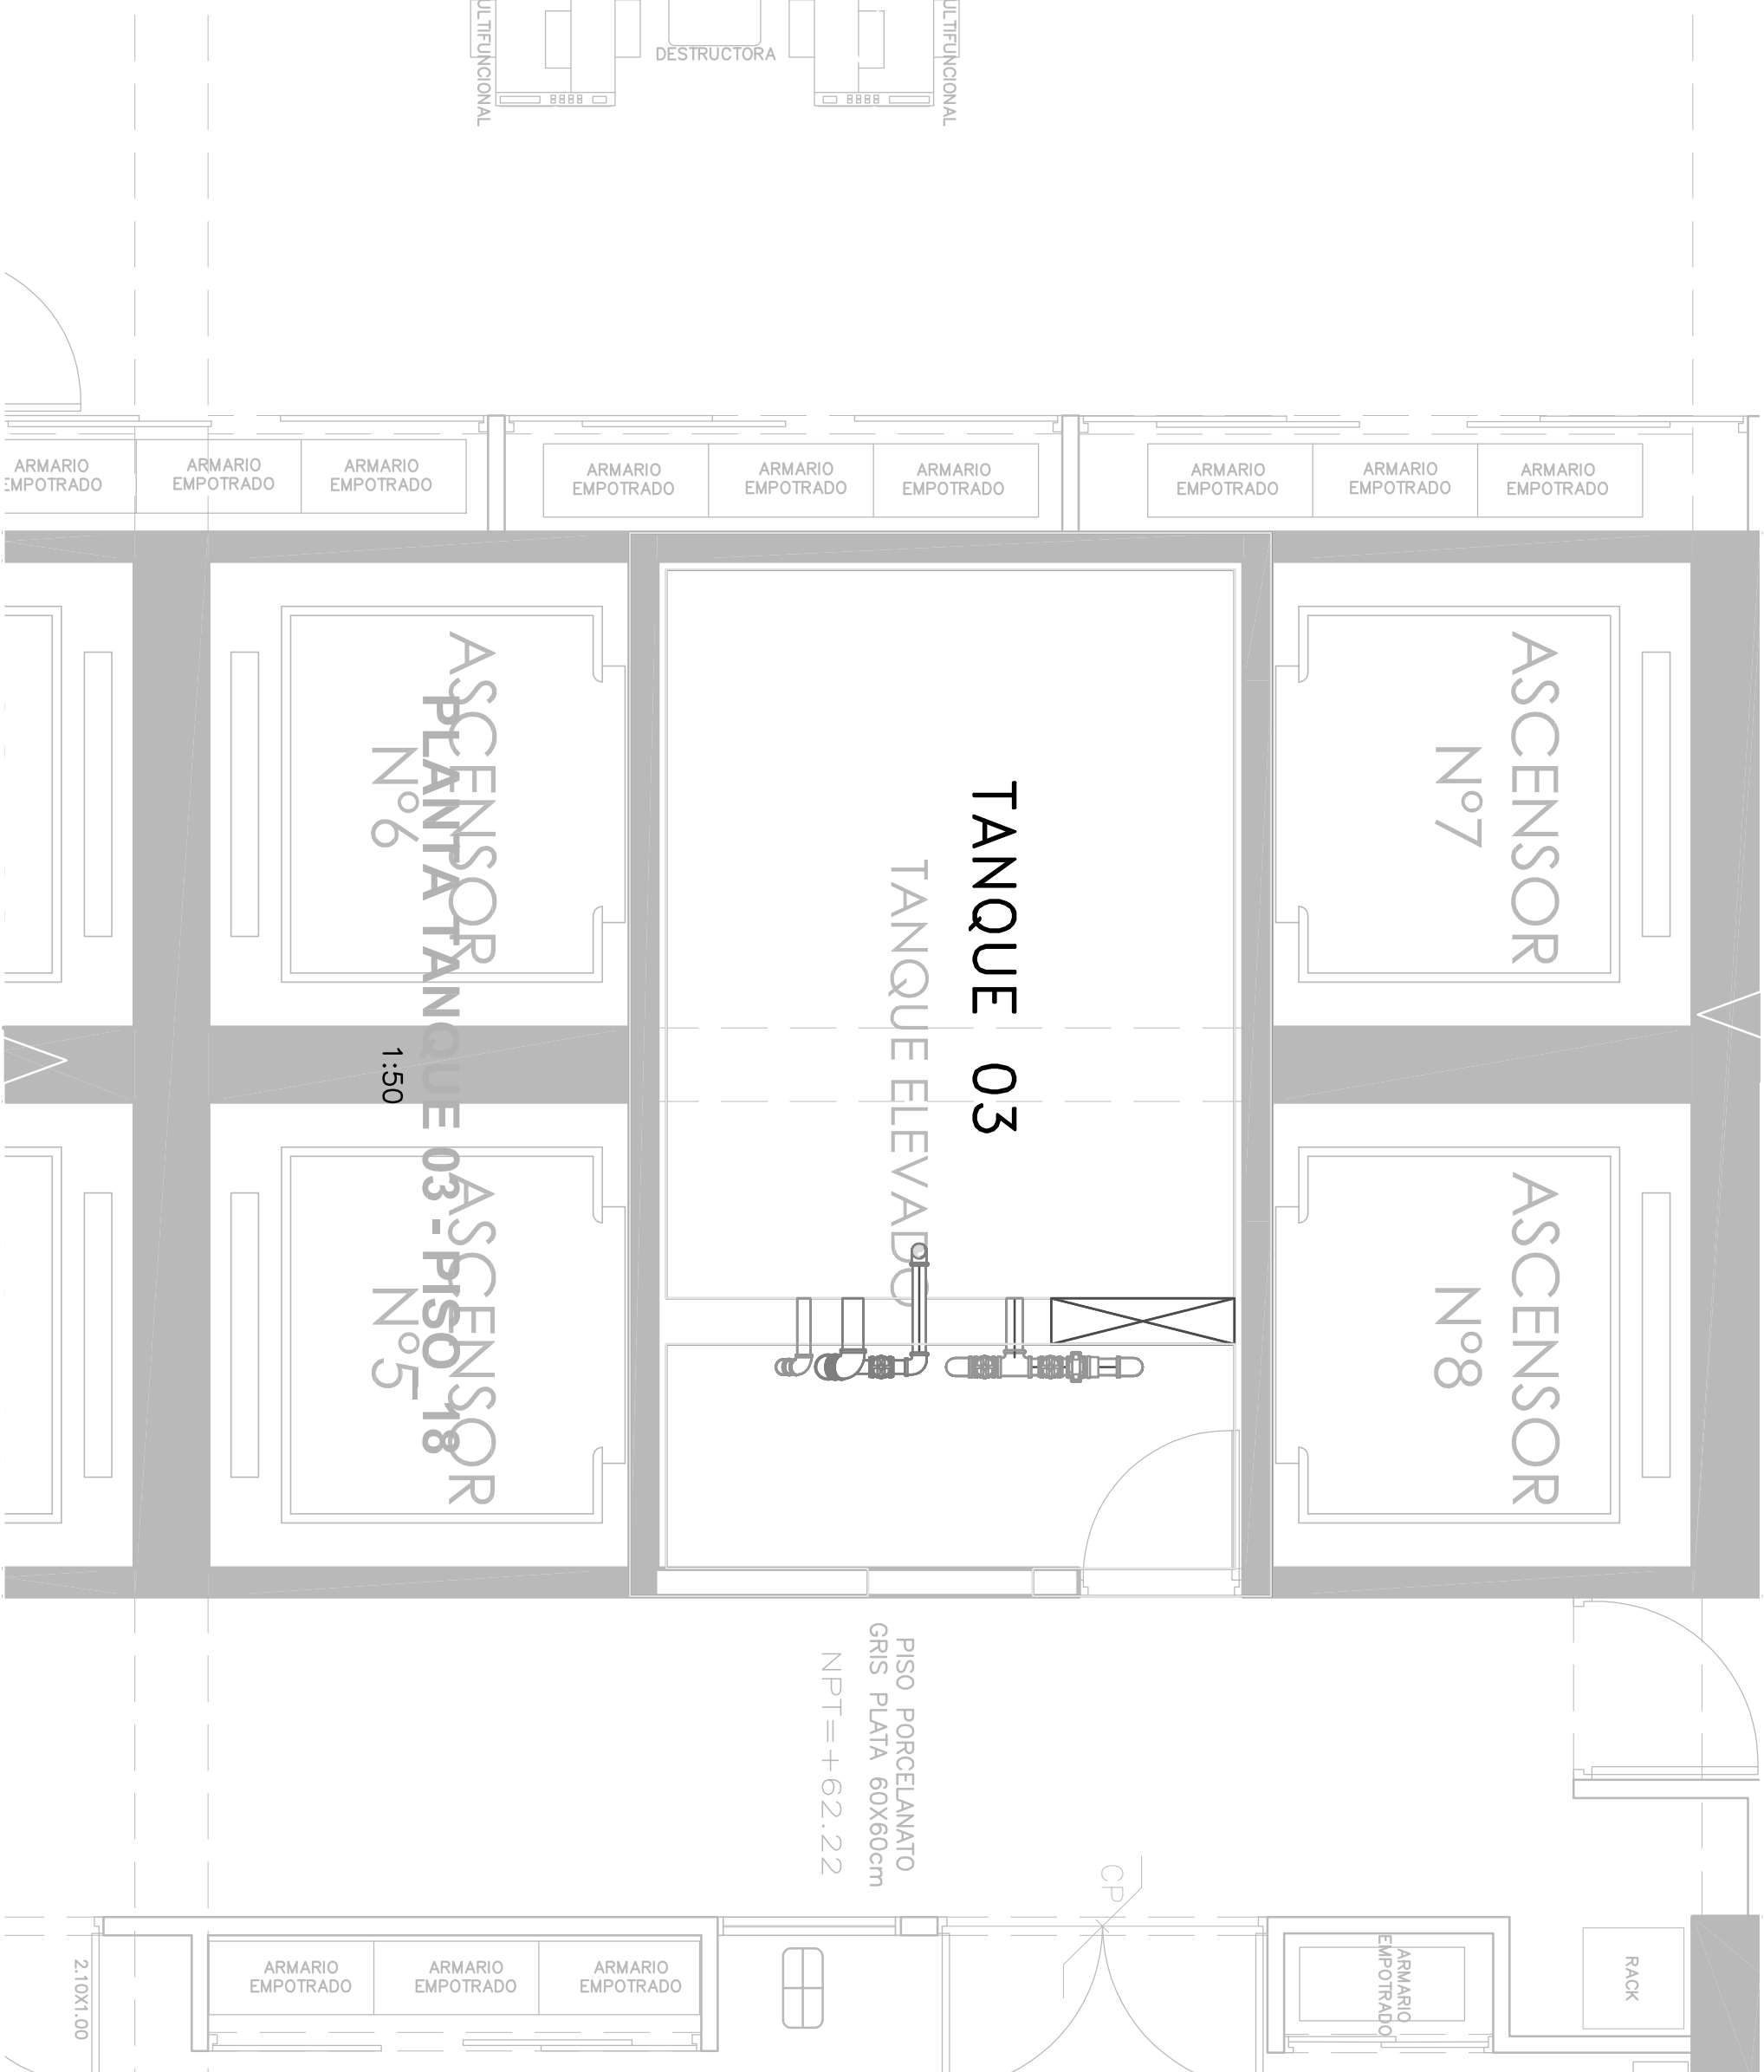 ULTIFUNCIONAL
DESTRUCTORA
ULTIFUNCIONAL
ARMARIO
EMPOTRADO
ARMARIO
EMPOTRADO
ARMARIO
EMPOTRADO
ARMARIO
EMPOTRADO
ARMARIO
EMPOTRADO
ARMARIO
EMPOTRADO
ARMARIO
EMPOTRADO
ARMARIO
EMPOTRADO
ARMARIO
EMPOTRADO
ASCENSOR
N°6
PLANTA TANQUE 03 - PISO 18
1:50
TANQUE 03
TANQUE ELEVADO
ASCENSOR
N°7
ASCENSOR
N°5
ASCENSOR
N°8
PISO PORCELANATO
GRIS PLATA 60X60cm
NPT=+62.22
CP
2.10X1.00
ARMARIO
EMPOTRADO
ARMARIO
EMPOTRADO
ARMARIO
EMPOTRADO
ARMARIO
EMPOTRADO
RACK